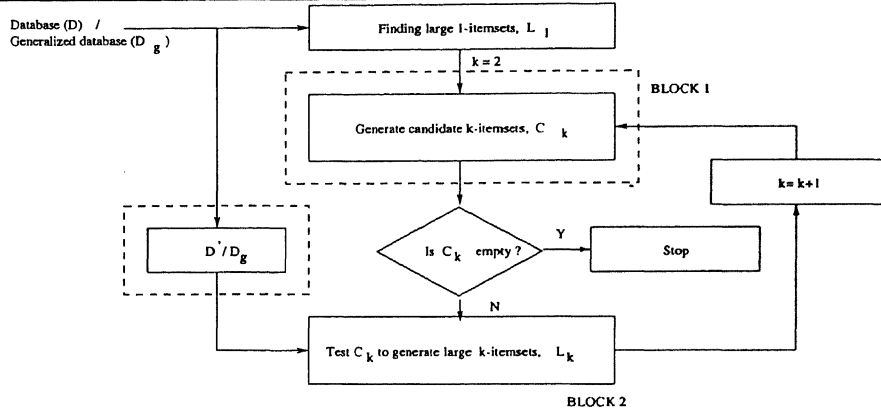 Database (D) /
Generalized database (D g )
Finding large 1-itemsets, L 1
k = 2
BLOCK 1
Generate candidate k-itemsets, C k
k= k+1
D'/D g
Is C k empty ?
Y
Stop
N
Test C k to generate large k-itemsets, L k
BLOCK 2